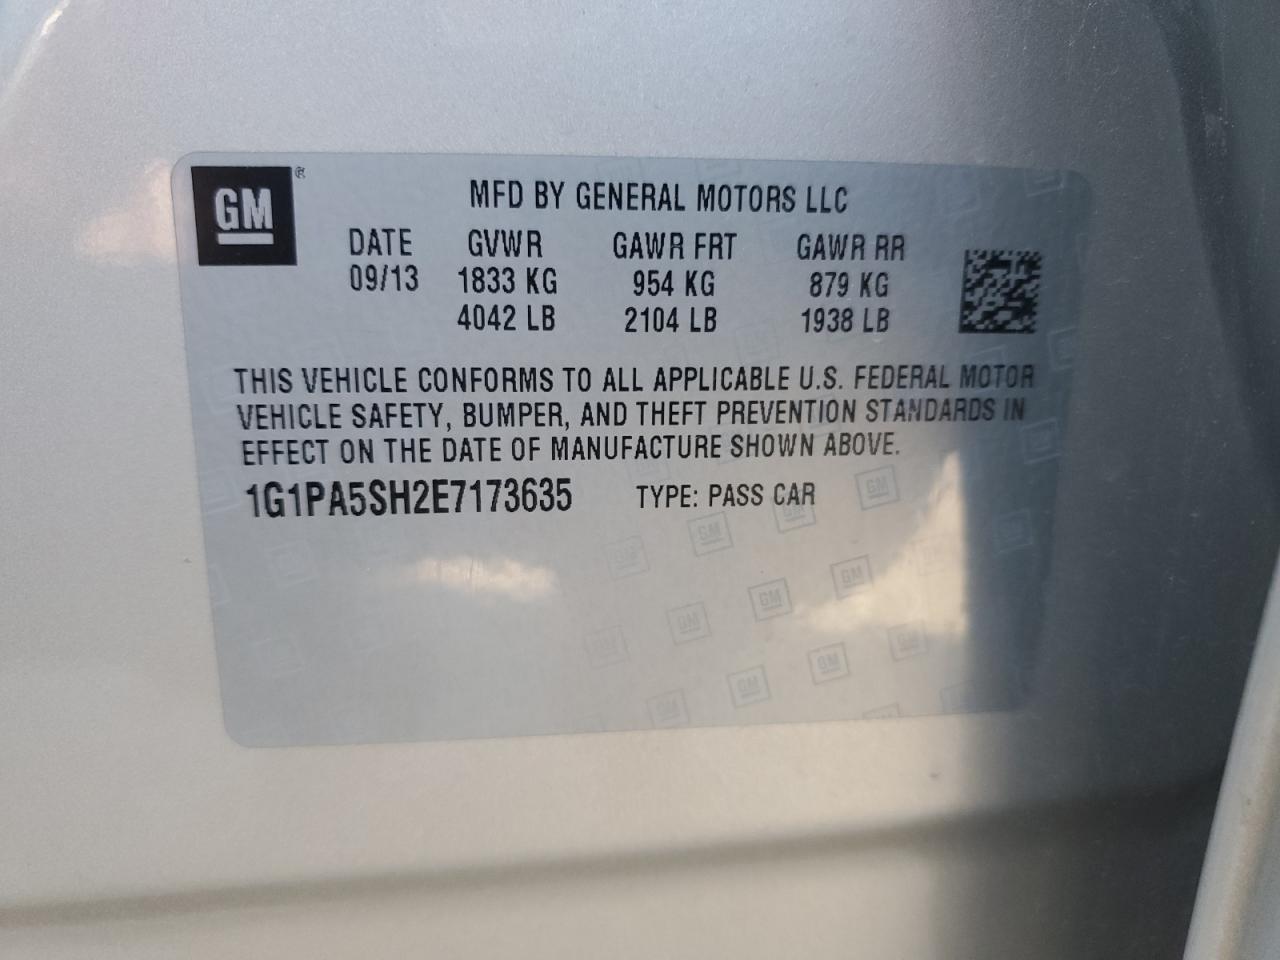 GM®
MFD BY GENERAL MOTORS LLC
DATE GVWR GAWR FRT GAWR RR
09/13 1833 KG 954 KG 879 KG
4042 LB 2104 LB 1938 LB
THIS VEHICLE CONFORMS TO ALL APPLICABLE U.S. FEDERAL MOTOR
VEHICLE SAFETY, BUMPER, AND THEFT PREVENTION STANDARDS IN
EFFECT ON THE DATE OF MANUFACTURE SHOWN ABOVE.
1G1PA5SH2E7173635 TYPE: PASS CAR